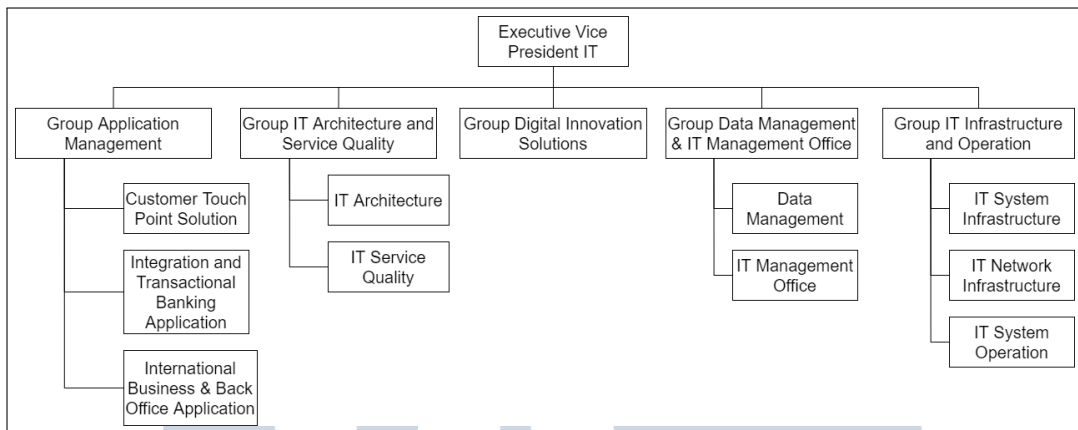 Executive Vice
President IT
Group Application
Management
Group IT Architecture and
Service Quality
Group Digital Innovation
Solutions
Group Data Management
& IT Management Office
Group IT Infrastructure
and Operation
Customer Touch
Point Solution
Integration and
Transactional
Banking
Application
International
Business & Back
Office Application
IT Architecture
IT Service
Quality
Data
Management
IT Management
Office
IT System
Infrastructure
IT Network
Infrastructure
IT System
Operation